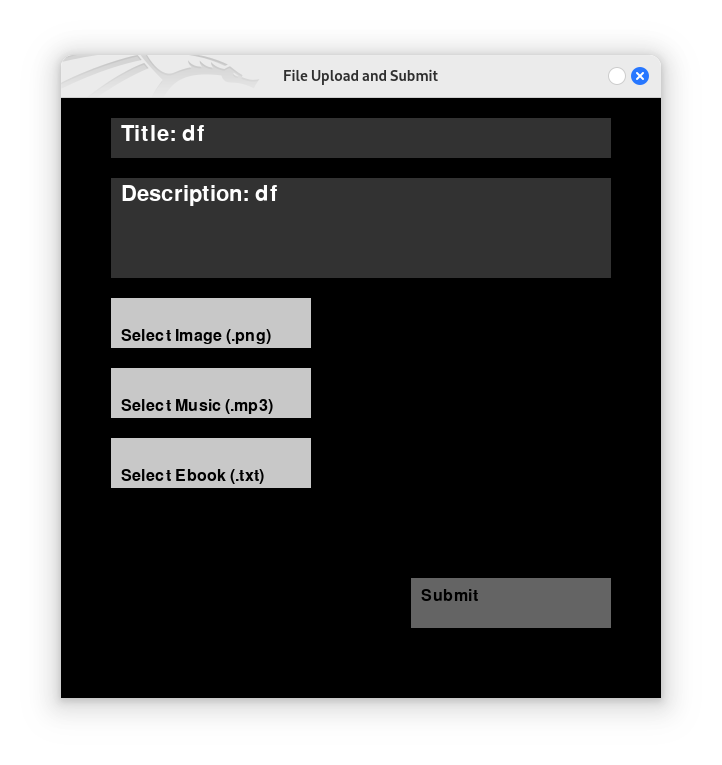 File Upload and Submit
Title: df
Description: df
Select Image (.png)
Select Music (.mp3)
Select Ebook (.txt)
Submit